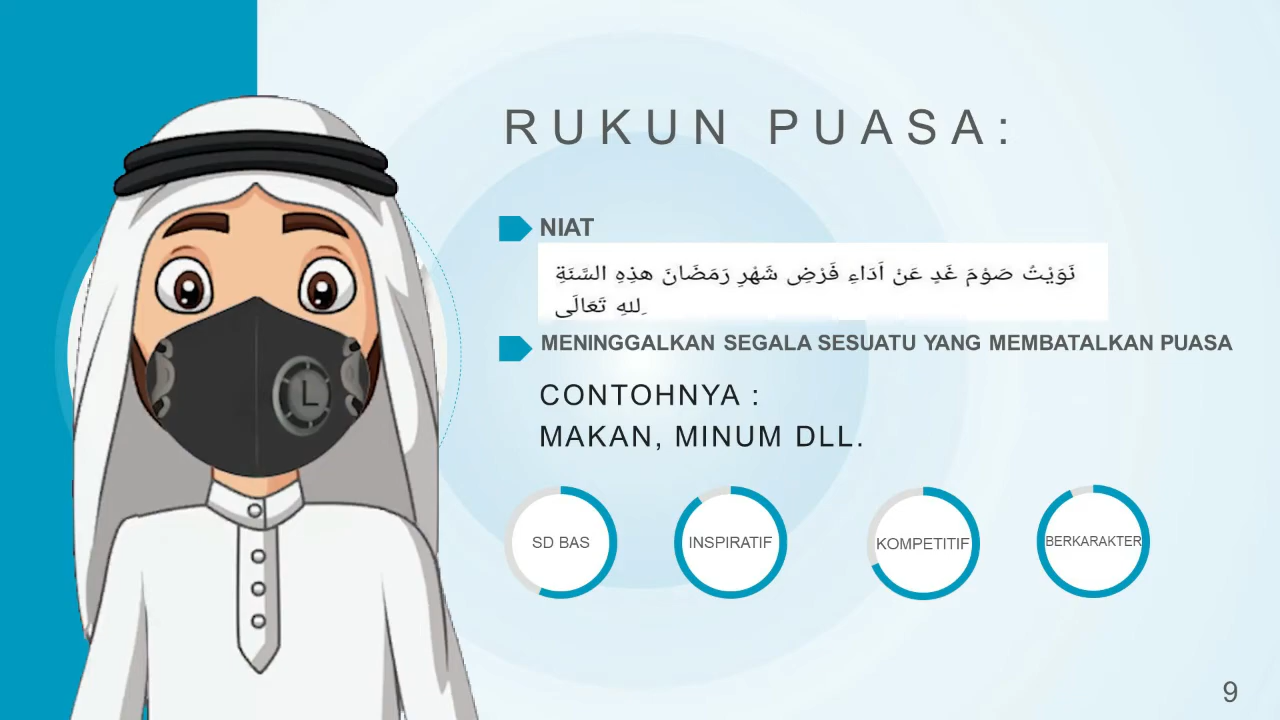 RUKUN PUASA:
NIAT
نَوَيْتُ صَوْمَ غَدٍ عَنْ اَدَاءِ فَرْضِ شَهْرِ رَمَضَانَ هذِهِ السَّنَةِ
ِللهِ تَعَالَى
MENINGGALKAN SEGALA SESUATU YANG MEMBATALKAN PUASA
CONTOHNYA :
MAKAN, MINUM DLL.
L
SD BAS
INSPIRATIF
KOMPETITIF
BERKARAKTER
9